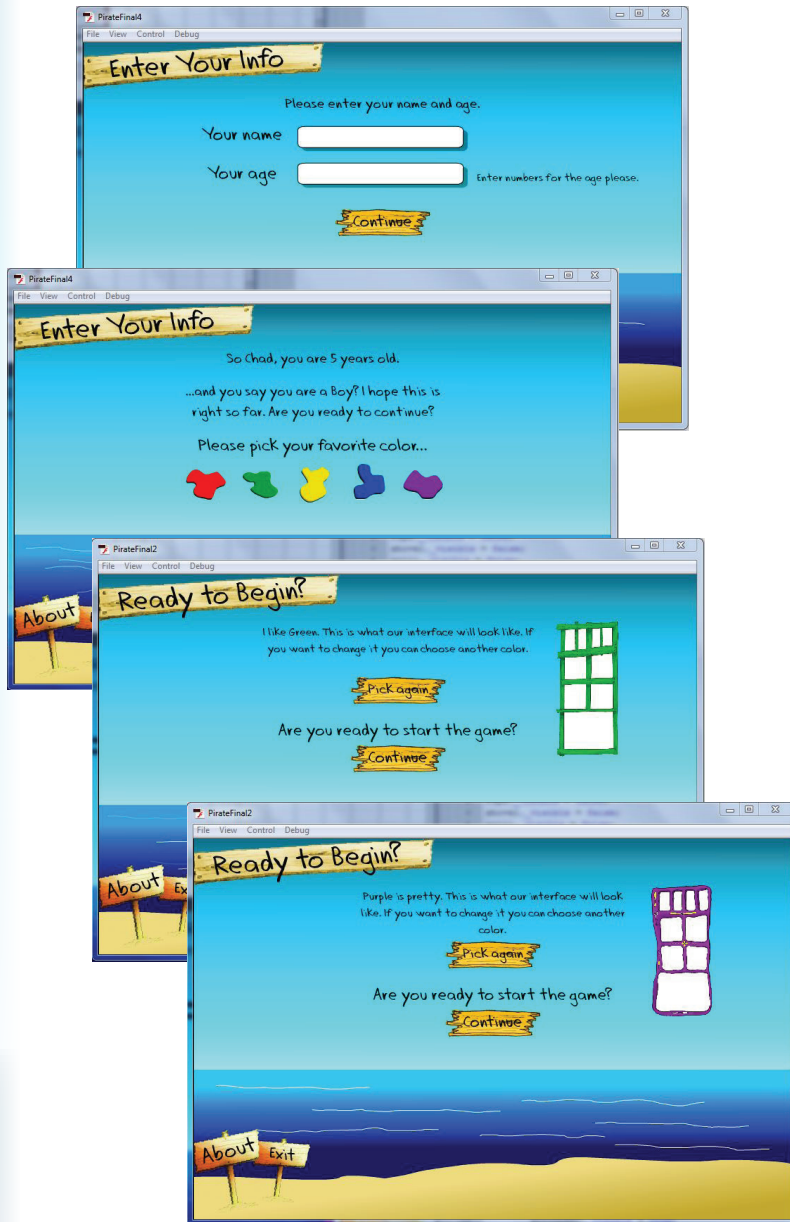 PirateFinal4
File View Control Debug
Enter Your Info
Please enter your name and age.
Your name
Your age
Enter numbers for the age please.
Continue
PirateFinal4
File View Control Debug
Enter Your Info
So Chad, you are 5 years old.
...and you say you are a Boy? I hope this is
right so far. Are you ready to continue?
Please pick your favorite color...
About
PirateFinal2
File View Control Debug
Ready to Begin?
I like Green. This is what our interface will look like. If
you want to change it you can choose another color.
Pick again
Are you ready to start the game?
Continue
About
Ex
PirateFinal2
File View Control Debug
Ready to Begin?
Purple is pretty. This is what our interface will look
like. If you want to change it you can choose another
color.
Pick again
Are you ready to start the game?
Continue
About
Exit